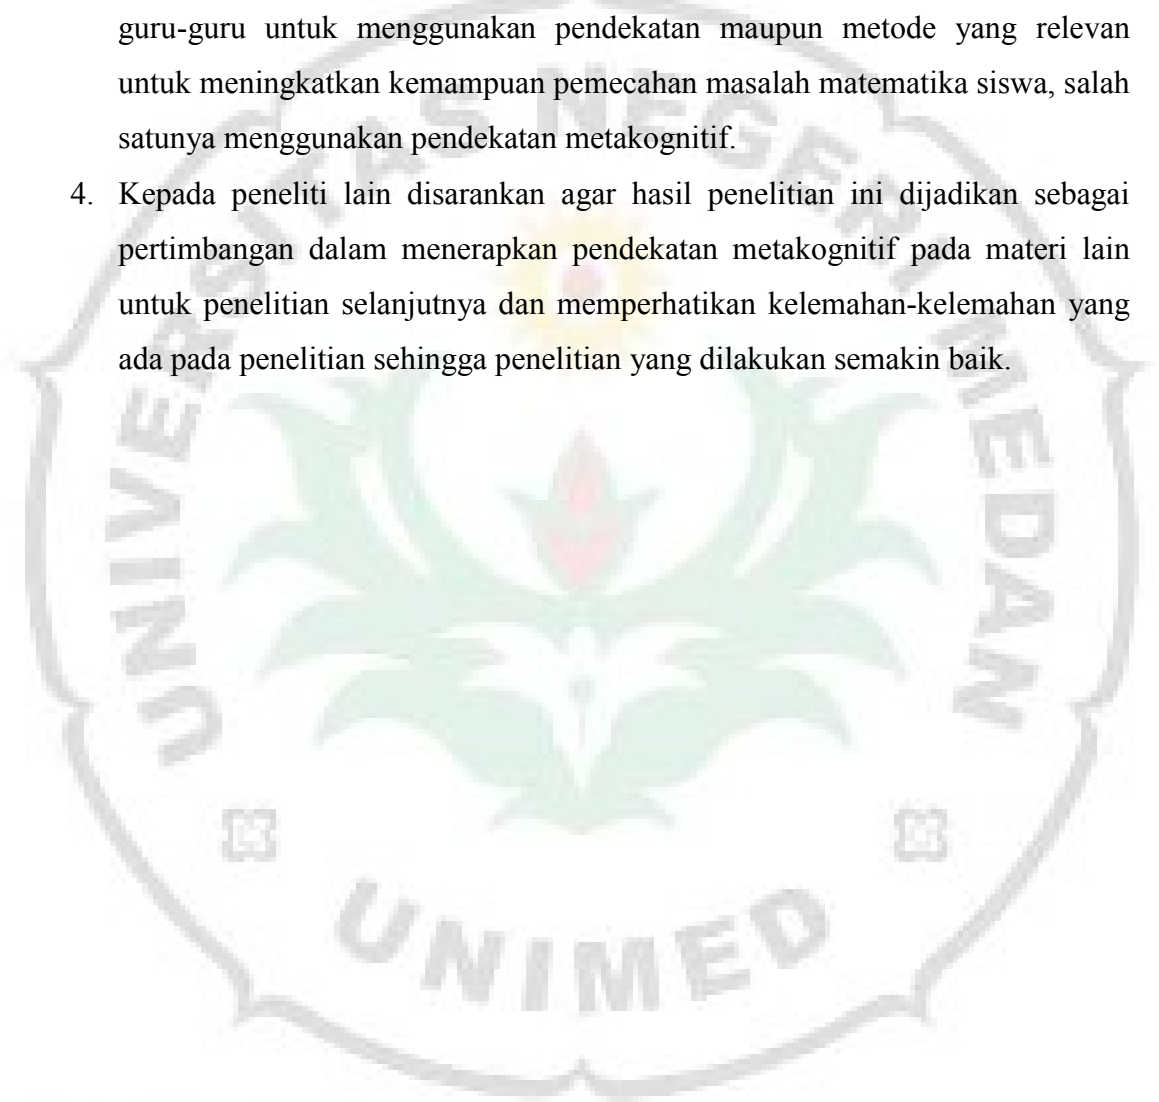 guru-guru untuk menggunakan pendekatan maupun metode yang relevan
untuk meningkatkan kemampuan pemecahan masalah matematika siswa, salah
satunya menggunakan pendekatan metakognitif.
4. Kepada peneliti lain disarankan agar hasil penelitian ini dijadikan sebagai
pertimbangan dalam menerapkan pendekatan metakognitif pada materi lain
untuk penelitian selanjutnya dan memperhatikan kelemahan-kelemahan yang
ada pada penelitian sehingga penelitian yang dilakukan semakin baik.
UNIVERSITAS NEGERI MEDAN
UNIMED